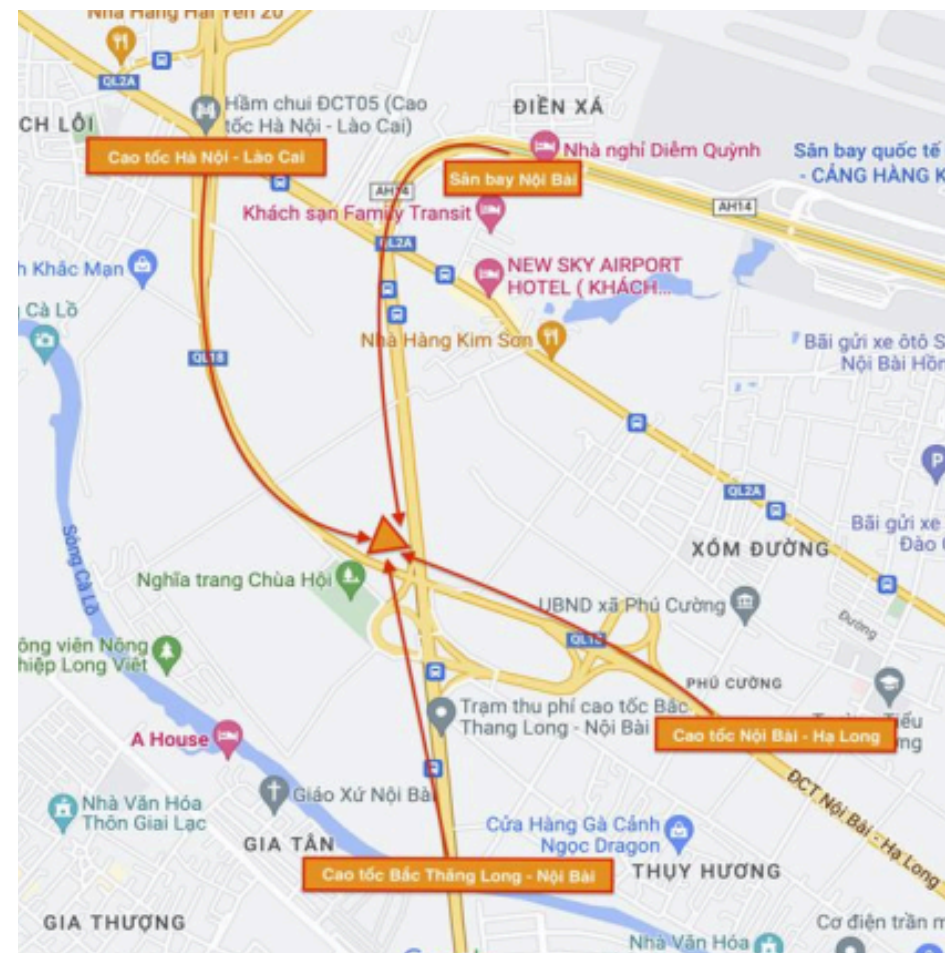 Nhà Hàng Hải Yến 20
QL2A
CH LÔI
Hầm chui ĐCT05 (Cao
tốc Hà Nội - Lào Cai)
ĐIỀN XÁ
Cao tốc Hà Nội - Lào Cai
Nhà nghỉ Diễm Quỳnh
Sân bay quốc tế
- CẢNG HÀNG K
Sân bay Nội Bài
AH14
AH14
Khách sạn Family Transit
QL2A
h Khắc Mạn
NEW SKY AIRPORT
HOTEL ( KHÁCH...
g Cà Lồ
Nhà Hàng Kim Sơn
Bãi gửi xe ôtô S
Nội Bài Hồn
QL18
P
QL2A
Bãi gửi xe
Đào
XÓM ĐƯỜNG
Sông Cà Lồ
Nghĩa trang Chùa Hội
UBND xã Phú Cường
Đường
QL18
ông viên Nông
hiệp Long Việt
PHÚ CƯỜNG
Trạm thu phí cao tốc Bắc
Thang Long - Nội Bài
Tiểu
ng
Cao tốc Nội Bài - Hạ Long
A House
ĐCT Nội Bài - Hạ Long
Nhà Văn Hóa
Thôn Giai Lạc
Giáo Xứ Nội Bài
GIA TÂN
Cửa Hàng Gà Cảnh
Ngọc Dragon
Cao tốc Bắc Thăng Long - Nội Bài
THỤY HƯƠNG
GIA THƯỢNG
Cơ điện trần m
Nhà Văn Hóa